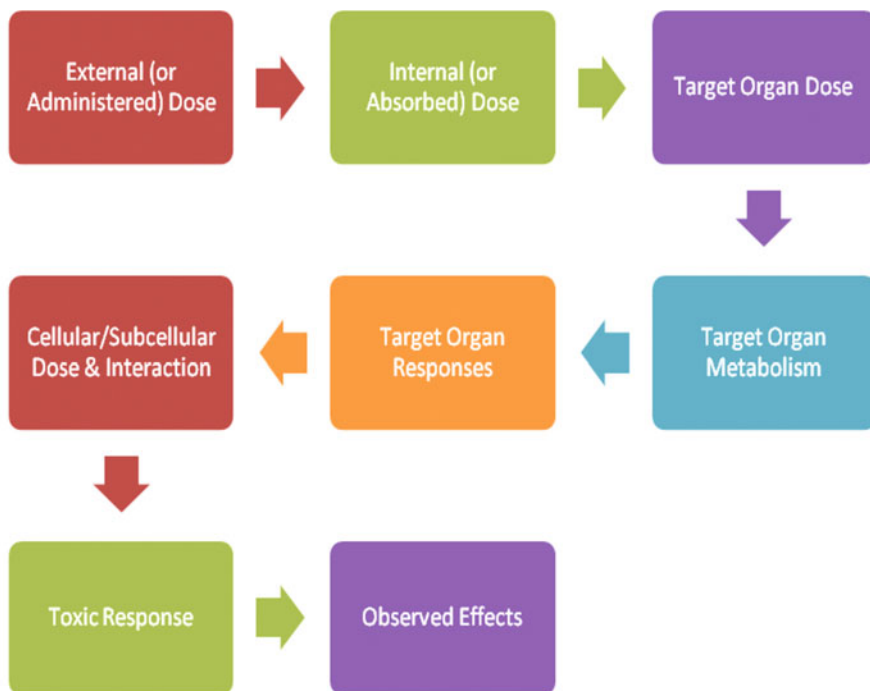 External (or
Administered) Dose
Internal (or
Absorbed) Dose
Target Organ Dose
Target Organ
Metabolism
Target Organ
Responses
Cellular/Subcellular
Dose & Interaction
Toxic Response
Observed Effects